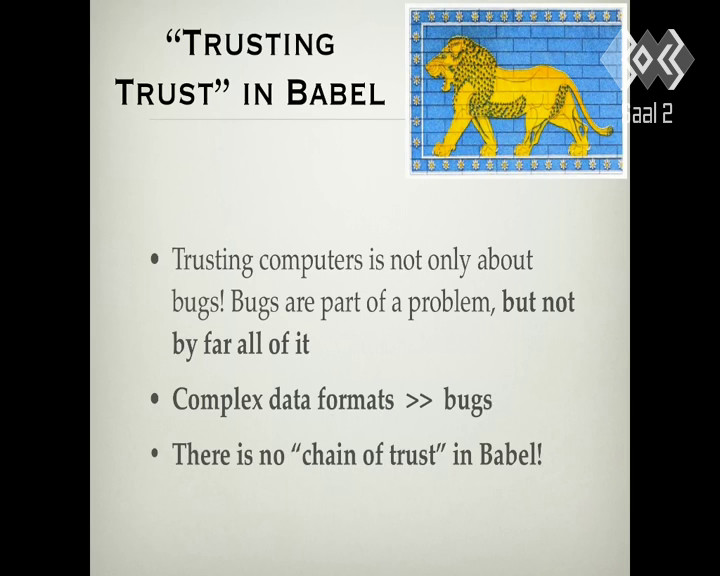 “Trusting
Trust” in Babel
Saal 2
• Trusting computers is not only about
bugs! Bugs are part of a problem, but not
by far all of it
• Complex data formats >> bugs
• There is no “chain of trust” in Babel!